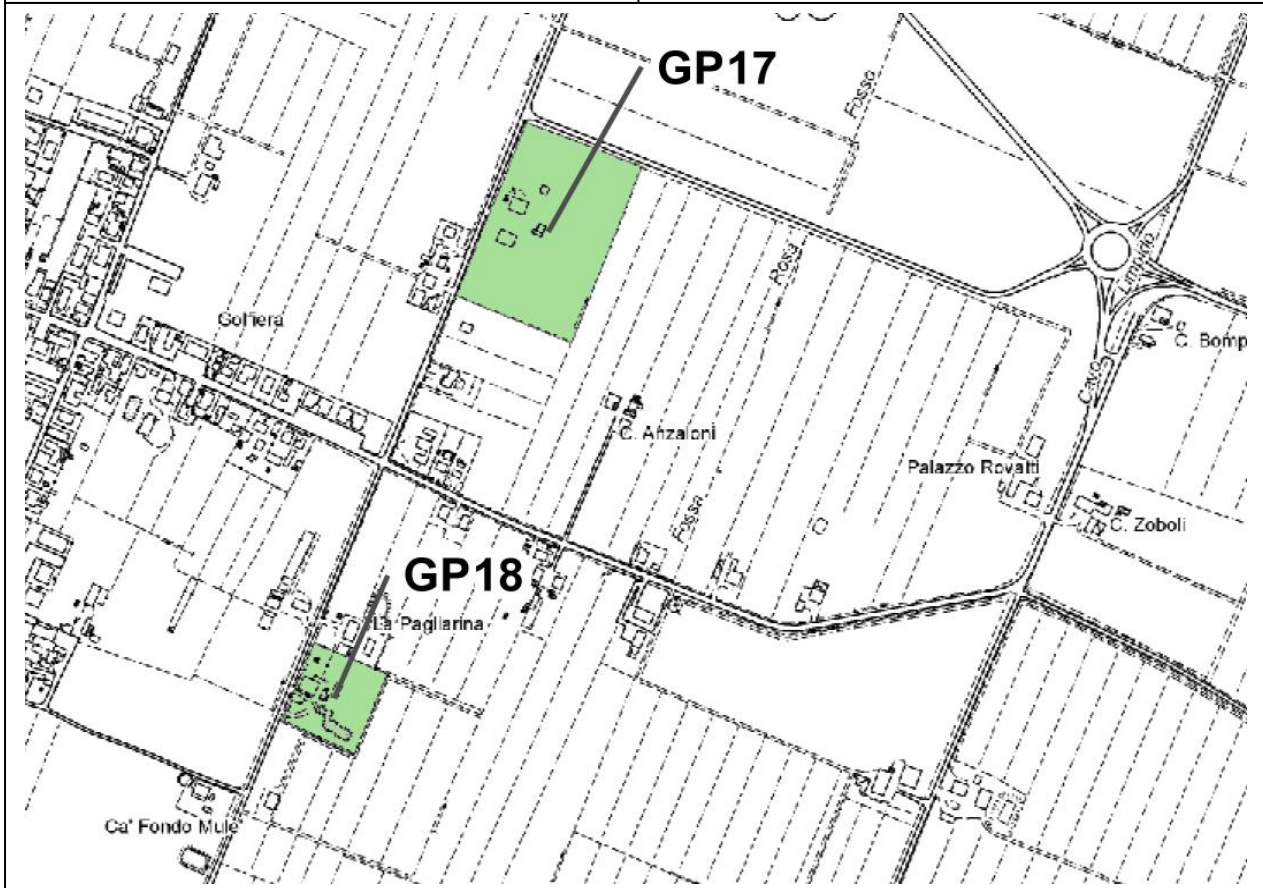 GP17
Fosso
Rosa
Golfiera
Cavo
C. Bomp
C. Anzaloni
Palazzo Rovatti
Fossa
C. Zoboli
GP18
La Pagliarina
Ca' Fondo Mule'